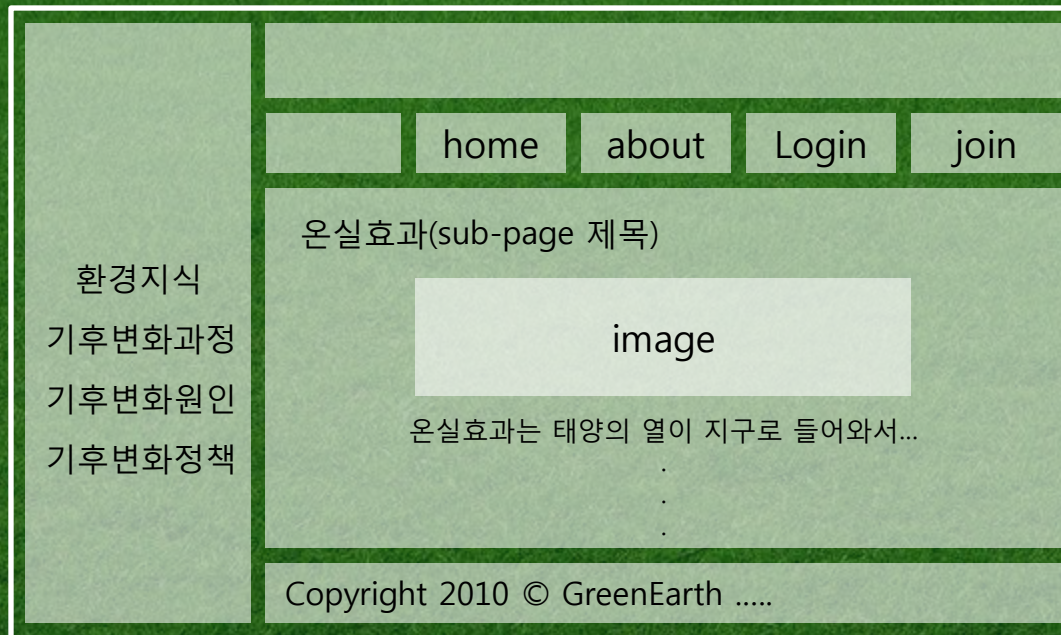 home about Login join
온실효과(sub-page 제목)
환경지식
기후변화과정
기후변화원인
기후변화정책
image
온실효과는 태양의 열이 지구로 들어와서...
.
.
.
Copyright 2010 © GreenEarth .....